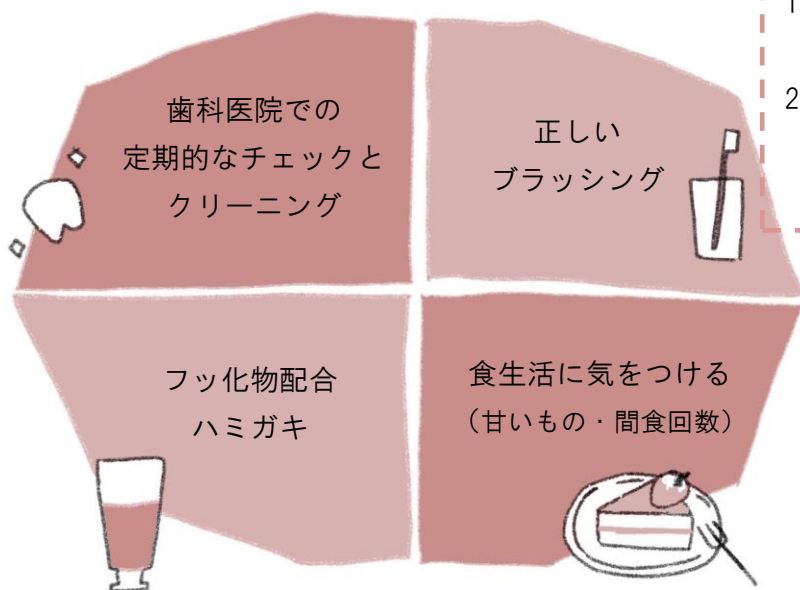 1
2
歯科医院での
定期的なチェックと
クリーニング
正しい
ブラッシング
フッ化物配合
ハミガキ
食生活に気をつける
（甘いもの・間食回数）